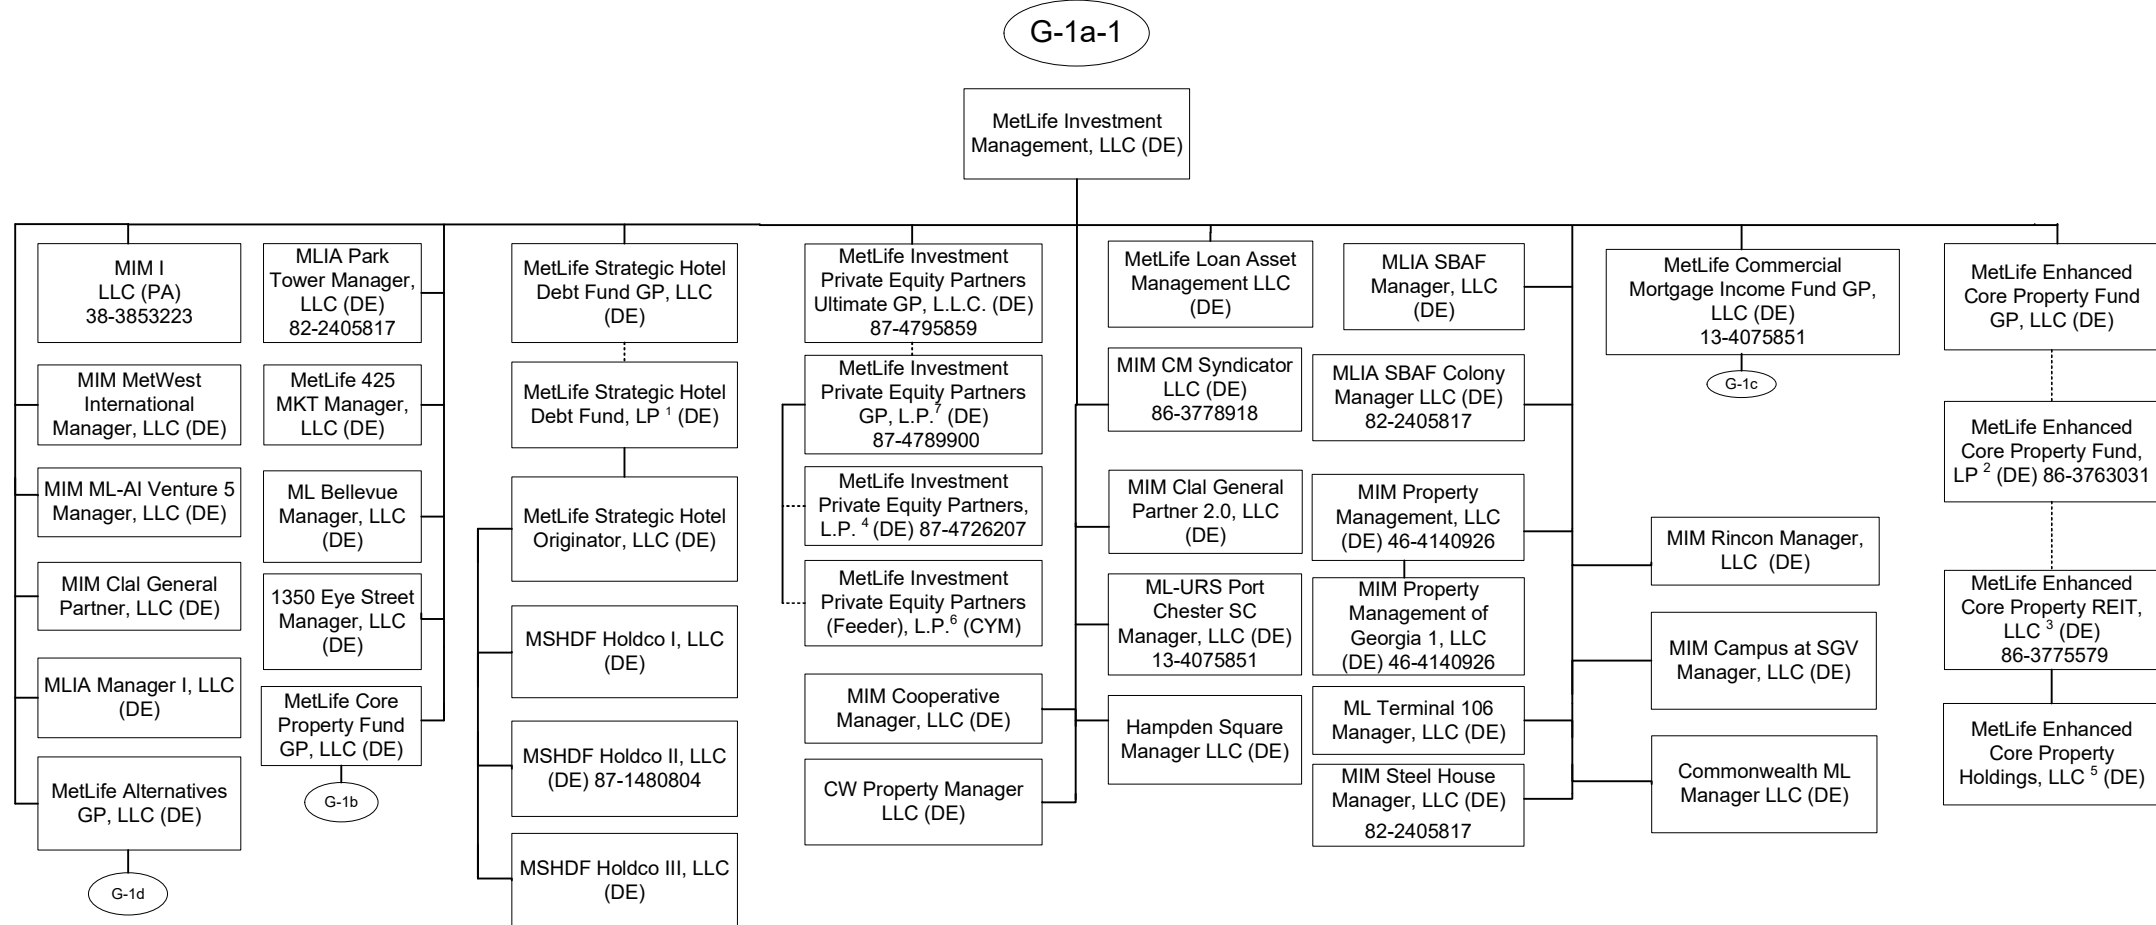 G-1a-1
MetLife Investment
Management, LLC (DE)
MIM I
LLC (PA)
38-3853223
MIM MetWest
International
Manager, LLC (DE)
MIM ML-AI Venture 5
Manager, LLC (DE)
MIM Clal General
Partner, LLC (DE)
MLIA Manager I, LLC
(DE)
MetLife Alternatives
GP, LLC (DE)
G-1d
MLIA Park
Tower Manager,
LLC (DE)
82-2405817
MetLife 425
MKT Manager,
LLC (DE)
ML Bellevue
Manager, LLC
(DE)
1350 Eye Street
Manager, LLC
(DE)
MetLife Core
Property Fund
GP, LLC (DE)
G-1b
MetLife Strategic Hotel
Debt Fund GP, LLC
(DE)
MetLife Strategic Hotel
Debt Fund, LP 1 (DE)
MetLife Strategic Hotel
Originator, LLC (DE)
MSHDF Holdco I, LLC
(DE)
MSHDF Holdco II, LLC
(DE) 87-1480804
MSHDF Holdco III, LLC
(DE)
MetLife Investment
Private Equity Partners
Ultimate GP, L.L.C. (DE)
87-4795859
MetLife Investment
Private Equity Partners
GP, L.P.7 (DE)
87-4789900
MetLife Investment
Private Equity Partners,
L.P. 4 (DE) 87-4726207
MetLife Investment
Private Equity Partners
(Feeder), L.P.6 (CYM)
MIM Cooperative
Manager, LLC (DE)
CW Property Manager
LLC (DE)
MetLife Loan Asset
Management LLC
(DE)
MIM CM Syndicator
LLC (DE)
86-3778918
MIM Clal General
Partner 2.0, LLC
(DE)
ML-URS Port
Chester SC
Manager, LLC (DE)
13-4075851
Hampden Square
Manager LLC (DE)
MLIA SBAF
Manager, LLC
(DE)
MLIA SBAF Colony
Manager LLC (DE)
82-2405817
MIM Property
Management, LLC
(DE) 46-4140926
MIM Property
Management of
Georgia 1, LLC
(DE) 46-4140926
ML Terminal 106
Manager, LLC (DE)
MIM Steel House
Manager, LLC (DE)
82-2405817
MetLife Commercial
Mortgage Income Fund GP,
LLC (DE)
13-4075851
G-1c
MIM Rincon Manager,
LLC (DE)
MIM Campus at SGV
Manager, LLC (DE)
Commonwealth ML
Manager LLC (DE)
MetLife Enhanced
Core Property Fund
GP, LLC (DE)
MetLife Enhanced
Core Property Fund,
LP 2 (DE) 86-3763031
MetLife Enhanced
Core Property REIT,
LLC 3 (DE)
86-3775579
MetLife Enhanced
Core Property
Holdings, LLC 5 (DE)